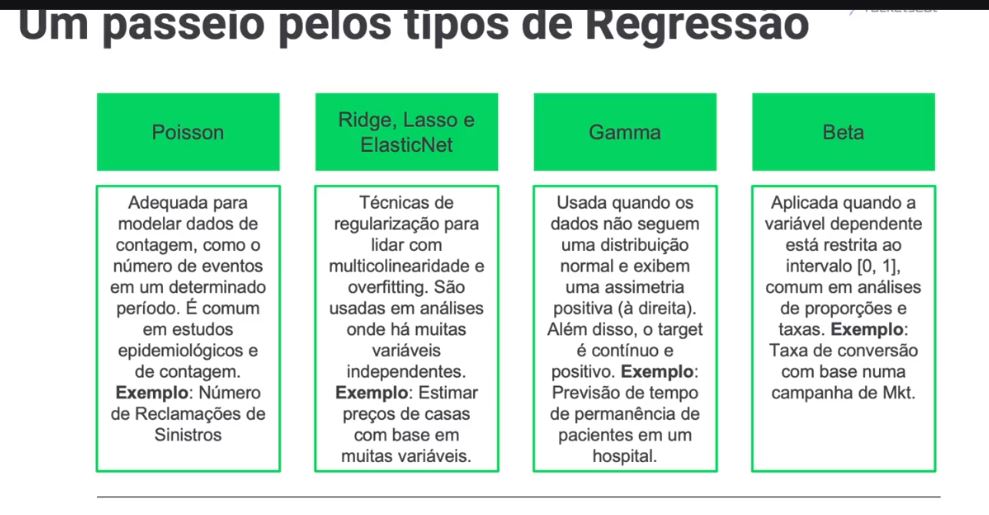 Um passeio pelos tipos de Regressão
Poisson
Adequada para
modelar dados de
contagem, como o
número de eventos
em um determinado
período. É comum
em estudos
epidemiológicos e
de contagem.
Exemplo: Número
de Reclamações de
Sinistros
Ridge, Lasso e
ElasticNet
Técnicas de
regularização para
lidar com
multicolinearidade e
overfitting. São
usadas em análises
onde há muitas
variáveis
independentes.
Exemplo: Estimar
preços de casas
com base em
muitas variáveis.
Gamma
Usada quando os
dados não seguem
uma distribuição
normal e exibem
uma assimetria
positiva (à direita).
Além disso, o target
é contínuo e
positivo. Exemplo:
Previsão de tempo
de permanência de
pacientes em um
hospital.
Beta
Aplicada quando a
variável dependente
está restrita ao
intervalo [0, 1],
comum em análises
de proporções e
taxas. Exemplo:
Taxa de conversão
com base numa
campanha de Mkt.